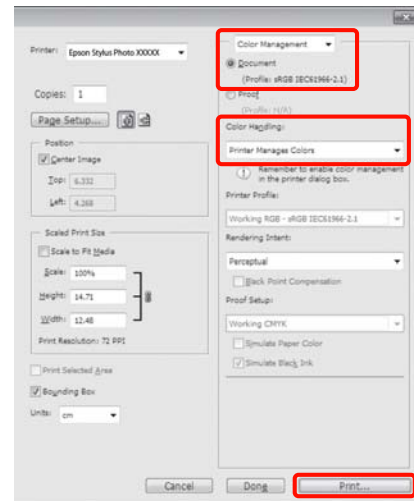 Printer: Epson Stylus Photo XXXXX
Copies: 1
Page Setup...
Position
Center Image
Top: 6.332
Left: 4.268
Scaled Print Size
Scale to Fit Media
Scale: 100%
Height: 14.71
Width: 12.48
Print Resolution: 72 PPI
Print Selected Area
Bounding Box
Units: cm
Color Management
Document
(Profile: sRGB IEC61966-2.1)
Proof
(Profile: N/A)
Color Handling:
Printer Manages Colors
Remember to enable color management
in the printer dialog box.
Printer Profile:
Working RGB - sRGB IEC61966-2.1
Rendering Intent:
Perceptual
Black Point Compensation
Proof Setup:
Working CMYK
Simulate Paper Color
Simulate Black Ink
Cancel
Done
Print...